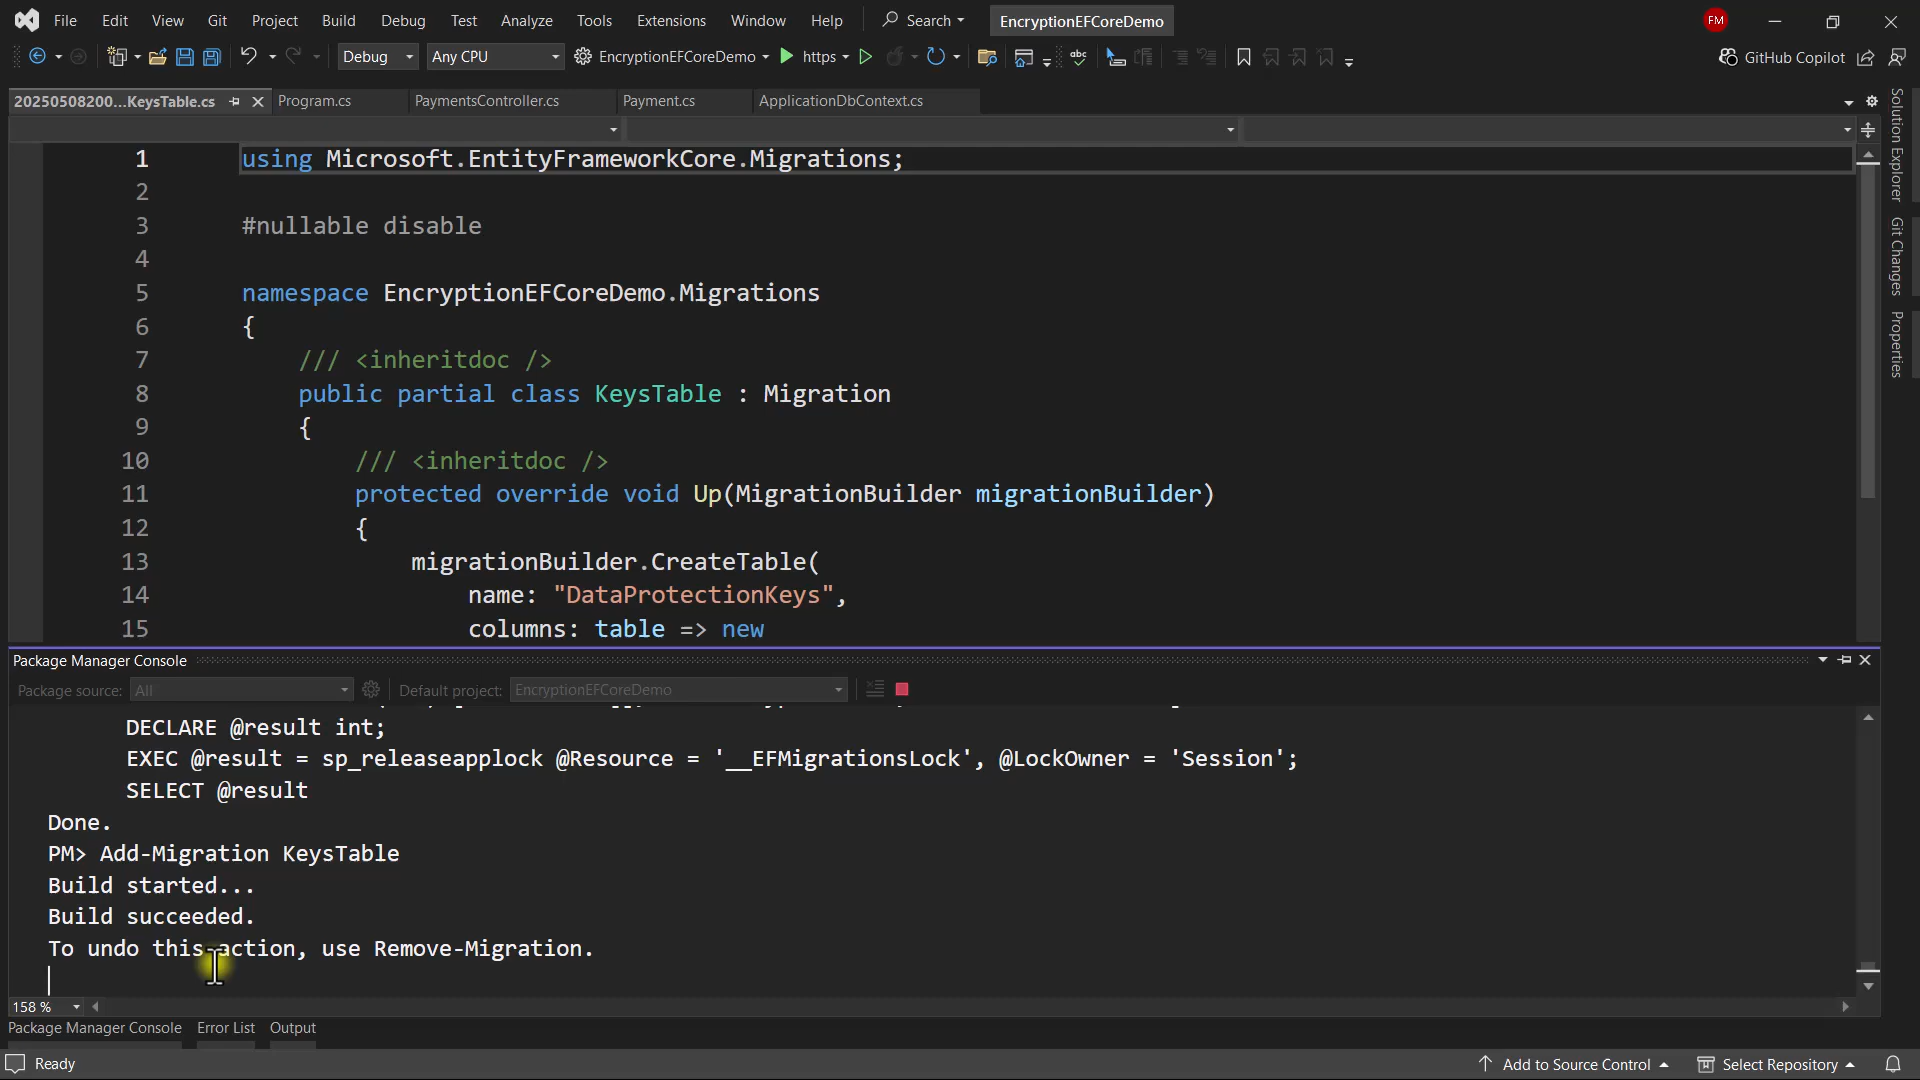 File Edit View Git Project Build Debug Test Analyze Tools Extensions Window Help Search EncryptionEFCoreDemo FM
Debug Any CPU EncryptionEFCoreDemo https GitHub Copilot
20250508200...KeysTable.cs Program.cs PaymentsController.cs Payment.cs ApplicationDbContext.cs
Solution Explorer
Git Changes
Properties
1 using Microsoft.EntityFrameworkCore.Migrations;
2
3 #nullable disable
4
5 namespace EncryptionEFCoreDemo.Migrations
6 {
7 /// <inheritdoc />
8 public partial class KeysTable : Migration
9 {
10 /// <inheritdoc />
11 protected override void Up(MigrationBuilder migrationBuilder)
12 {
13 migrationBuilder.CreateTable(
14 name: "DataProtectionKeys",
15 columns: table => new
Package Manager Console
Package source: All Default project: EncryptionEFCoreDemo
DECLARE @result int;
EXEC @result = sp_releaseapplock @Resource = '__EFMigrationsLock', @LockOwner = 'Session';
SELECT @result
Done.
PM> Add-Migration KeysTable
Build started...
Build succeeded.
To undo this action, use Remove-Migration.
158 %
Package Manager Console Error List Output
Ready Add to Source Control Select Repository